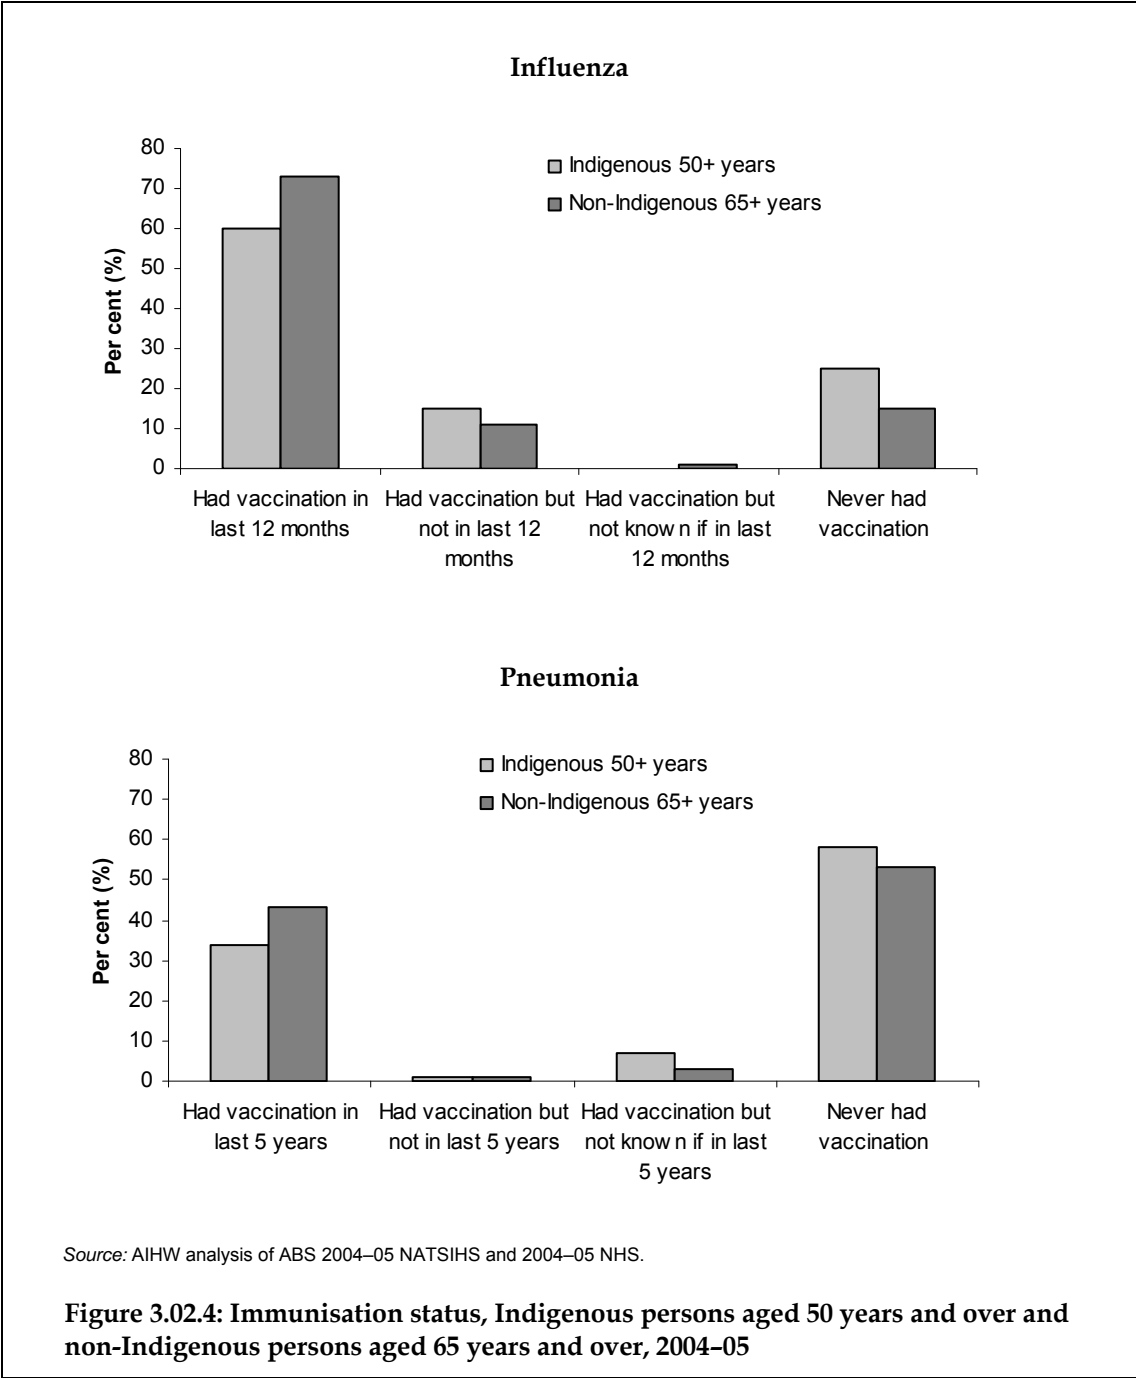 Influenza
80
70
60
50
40
30
20
10
0
Per cent (%)
Indigenous 50+ years
Non-Indigenous 65+ years
Had vaccination in
last 12 months
Had vaccination but
not in last 12
months
Had vaccination but
not known if in last
12 months
Never had
vaccination
Pneumonia
80
70
60
50
40
30
20
10
0
Per cent (%)
Indigenous 50+ years
Non-Indigenous 65+ years
Had vaccination in
last 5 years
Had vaccination but
not in last 5 years
Had vaccination but
not known if in last
5 years
Never had
vaccination
Source: AIHW analysis of ABS 2004–05 NATSIHS and 2004–05 NHS.
Figure 3.02.4: Immunisation status, Indigenous persons aged 50 years and over and
non-Indigenous persons aged 65 years and over, 2004–05